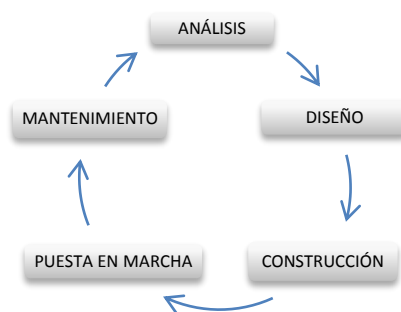 ANÁLISIS
MANTENIMIENTO
DISEÑO
PUESTA EN MARCHA
CONSTRUCCIÓN